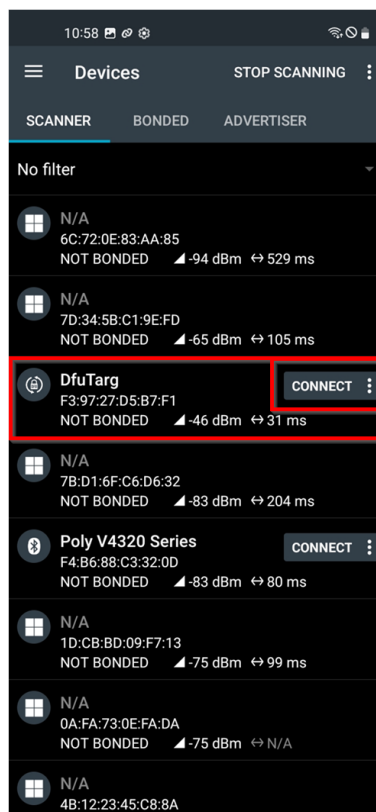 10:58
Devices STOP SCANNING
SCANNER BONDED ADVERTISER
No filter
N/A
6C:72:0E:83:AA:85
NOT BONDED -94 dBm ↔ 529 ms
N/A
7D:34:5B:C1:9E:FD
NOT BONDED -65 dBm ↔ 105 ms
DfuTarg
CONNECT
F3:97:27:D5:B7:F1
NOT BONDED -46 dBm ↔ 31 ms
N/A
7B:D1:6F:C6:D6:32
NOT BONDED -83 dBm ↔ 204 ms
Poly V4320 Series
CONNECT
F4:B6:88:C3:32:0D
NOT BONDED -83 dBm ↔ 80 ms
N/A
1D:CB:BD:09:F7:13
NOT BONDED -75 dBm ↔ 99 ms
N/A
0A:FA:73:0E:FA:DA
NOT BONDED -75 dBm ↔ N/A
N/A
4B:12:23:45:C8:8A